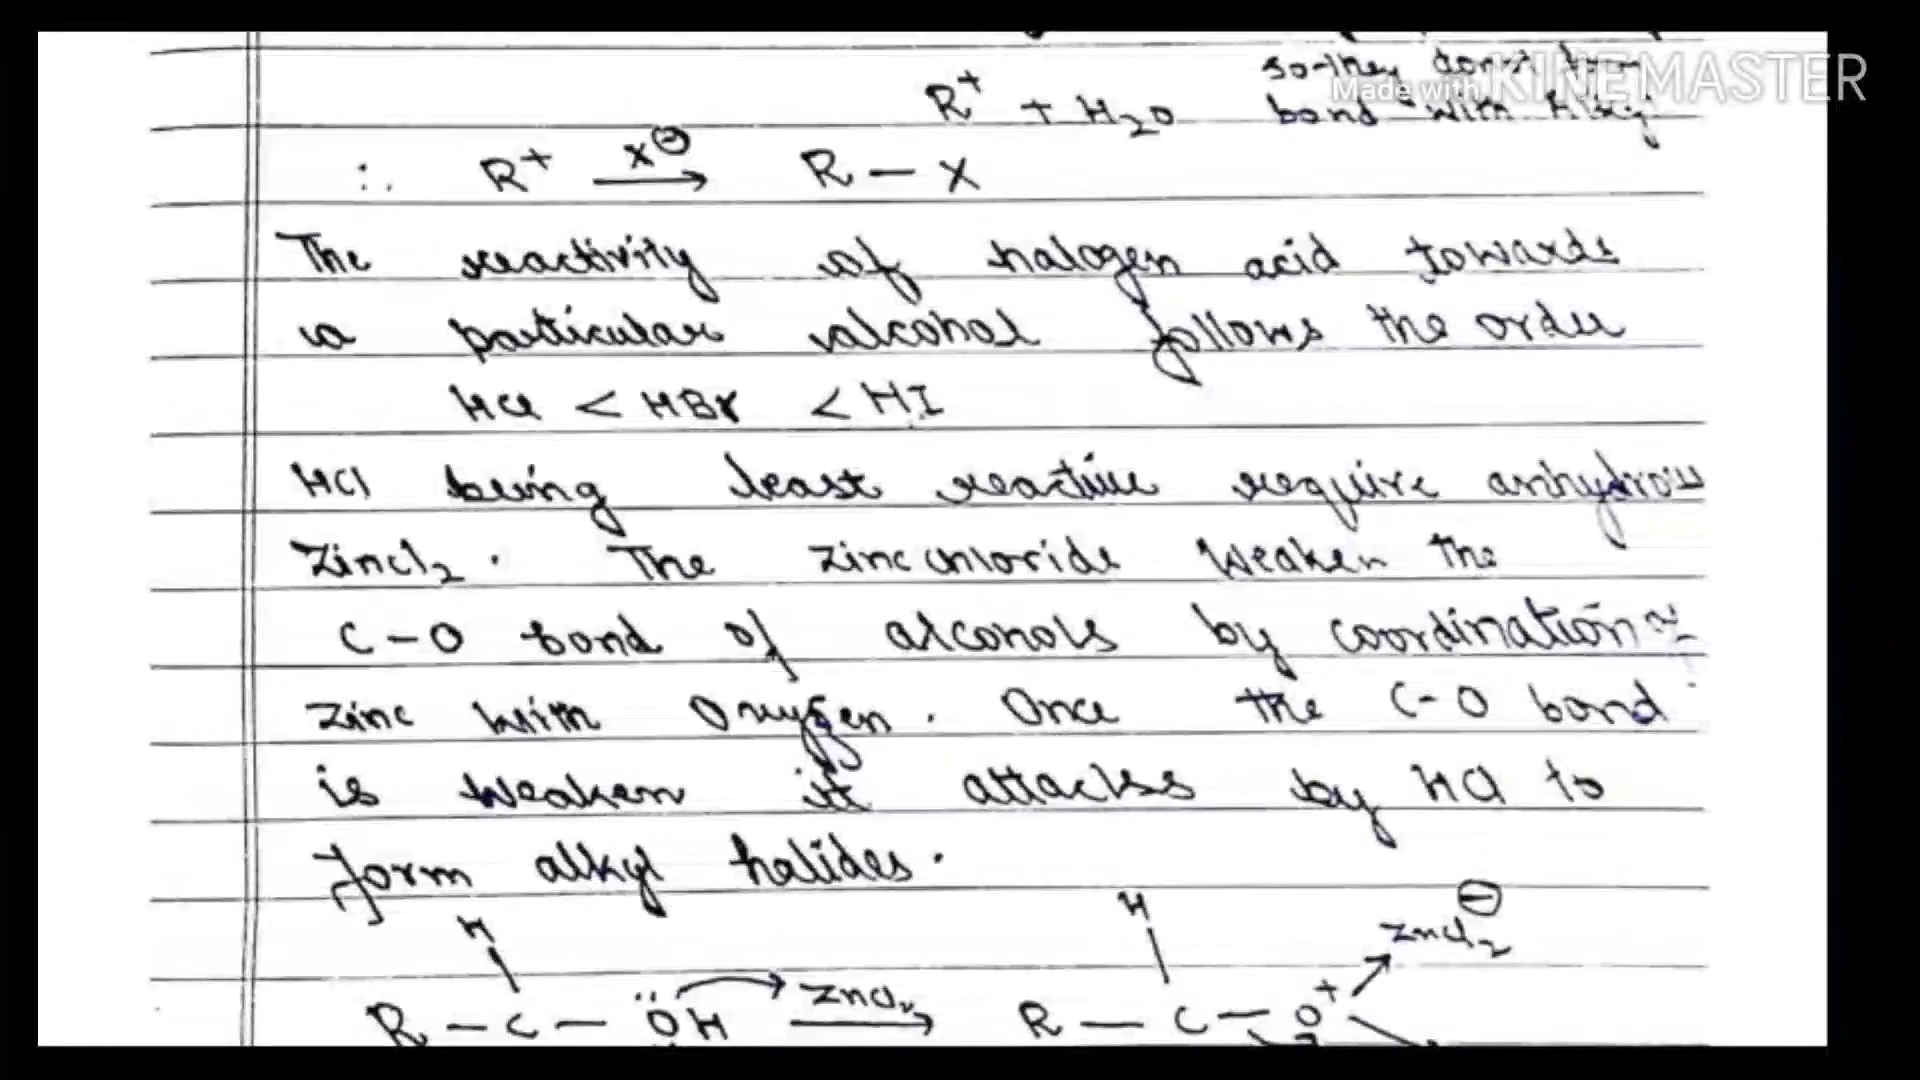 so they don't form
Made with KINEMASTER
R+ + H2O bond with Alkyl
∴ R+ X⊖ → R – X
The reactivity of halogen acid towards
a particular alcohol follows the order
HCl < HBr < HI
HCl being least reactive require anhydrous
Zincl2. The zinc chloride weaken the
C–O bond of alcohols by coordination of
zinc with oxygen. Once the C–O bond
is weaken it attacks by HCl to
form alkyl halides.
H H ⊖
ZnCl2
R – C – ÖH ZnCl2 → R – C – O+